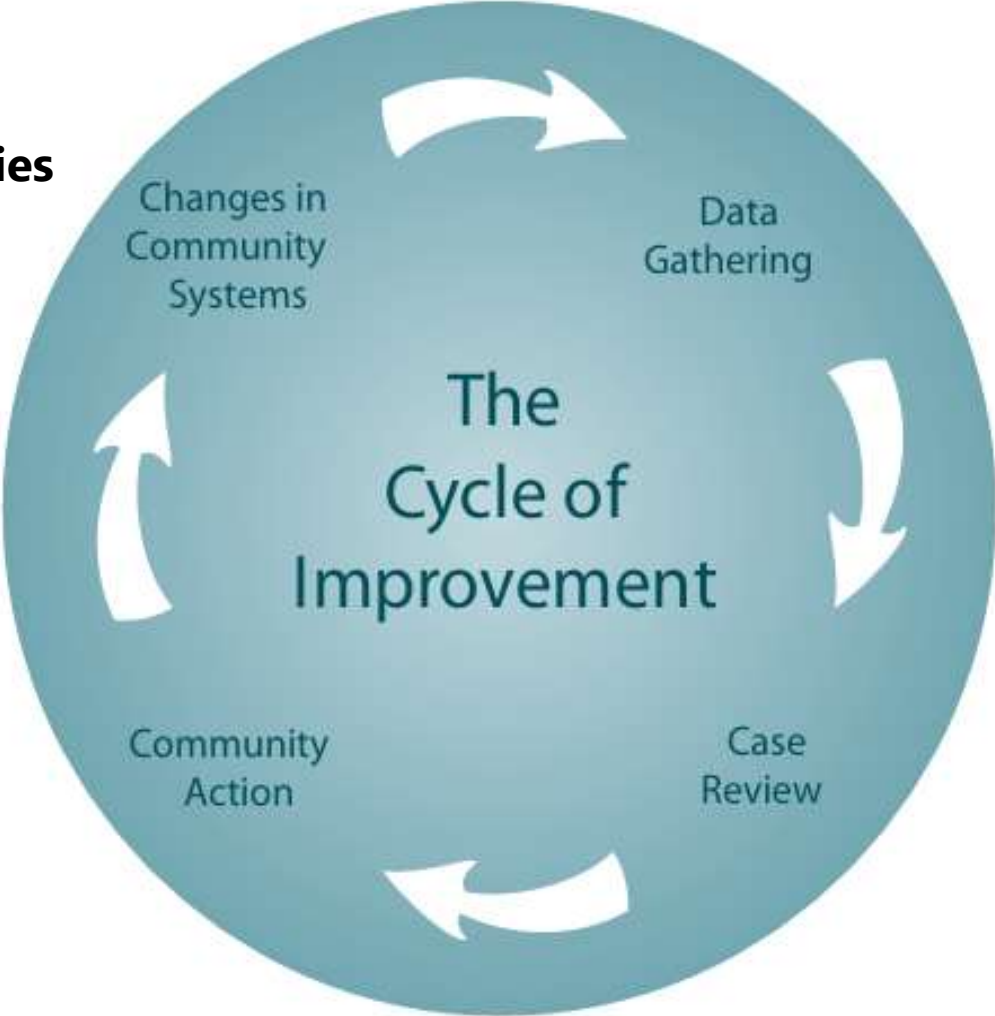 ies
Changes in
Community
Systems
Data
Gathering
The
Cycle of
Improvement
Community
Action
Case
Review